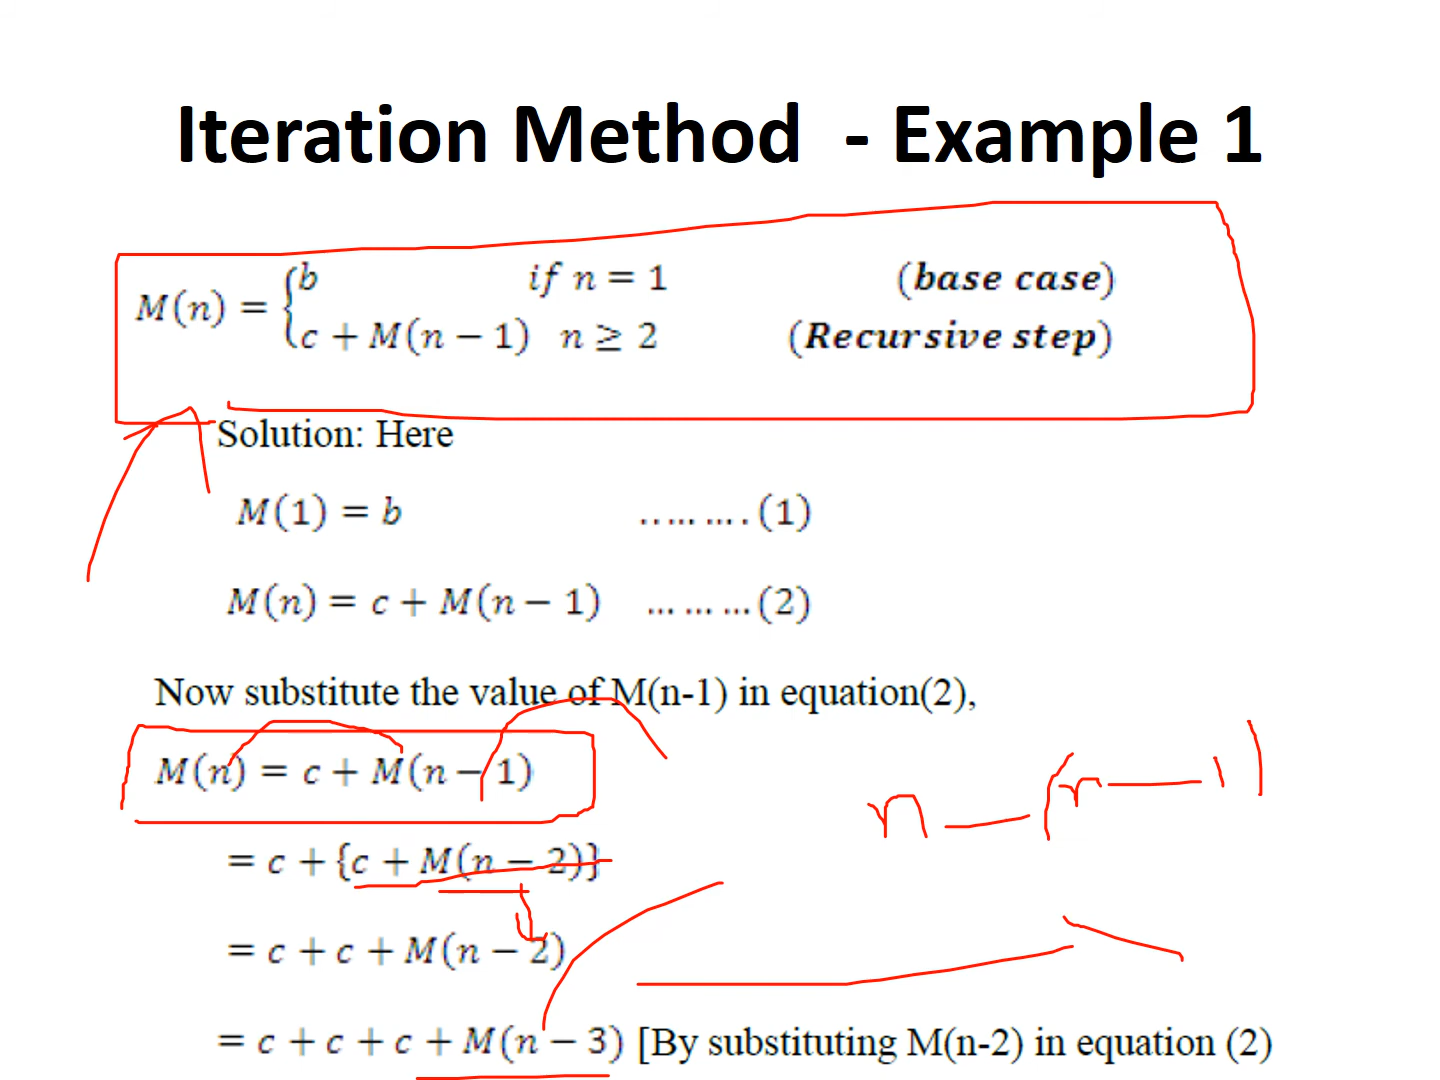 Iteration Method - Example 1
M(n) = {b if n = 1 (base case)
c + M(n − 1) n ≥ 2 (Recursive step)
Solution: Here
M(1) = b ... ... . (1)
M(n) = c + M(n − 1) ... ... ... (2)
Now substitute the value of M(n-1) in equation(2),
M(n) = c + M(n − 1)
n — (n — 1)
= c + {c + M(n − 2)}
= c + c + M(n − 2)
= c + c + c + M(n − 3) [By substituting M(n-2) in equation (2)